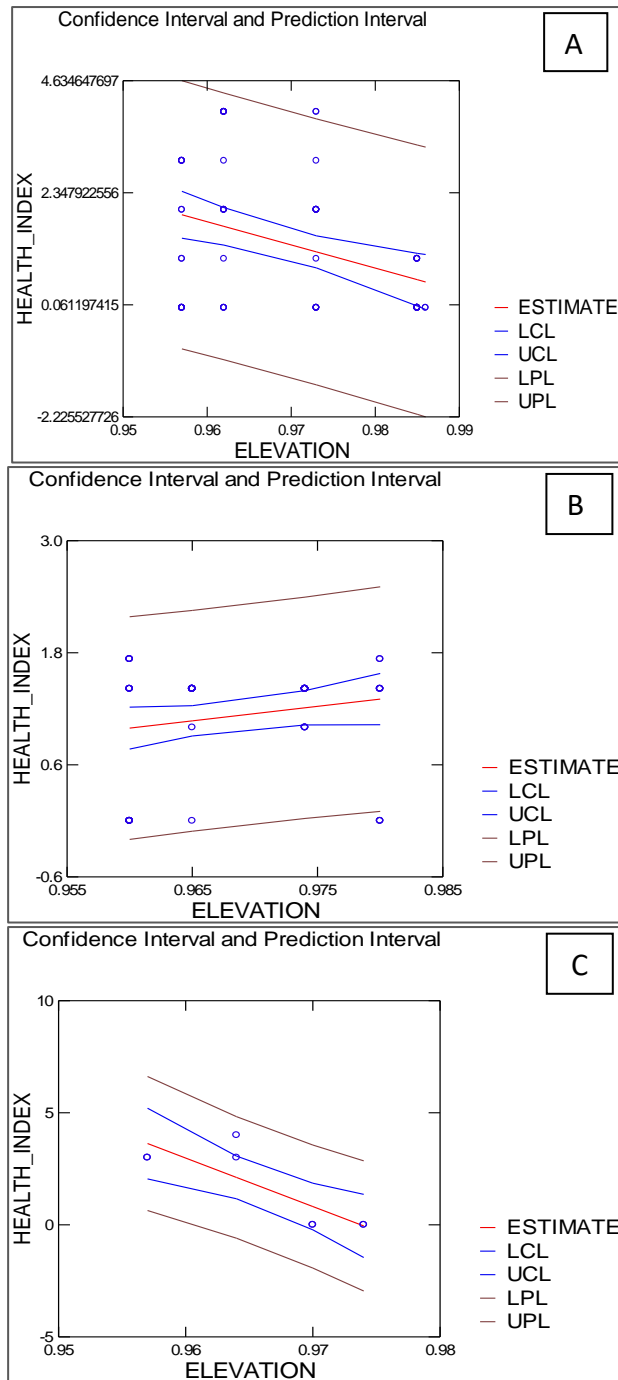 Confidence Interval and Prediction Interval
A
4.634647697
2.347922556
0.061197415
-2.225527726
HEALTH_INDEX
0.95 0.96 0.97 0.98 0.99
ELEVATION
ESTIMATE
LCL
UCL
LPL
UPL
Confidence Interval and Prediction Interval
B
3.0
1.8
0.6
-0.6
HEALTH_INDEX
0.955 0.965 0.975 0.985
ELEVATION
ESTIMATE
LCL
UCL
LPL
UPL
Confidence Interval and Prediction Interval
C
10
5
0
-5
HEALTH_INDEX
0.95 0.96 0.97 0.98
ELEVATION
ESTIMATE
LCL
UCL
LPL
UPL